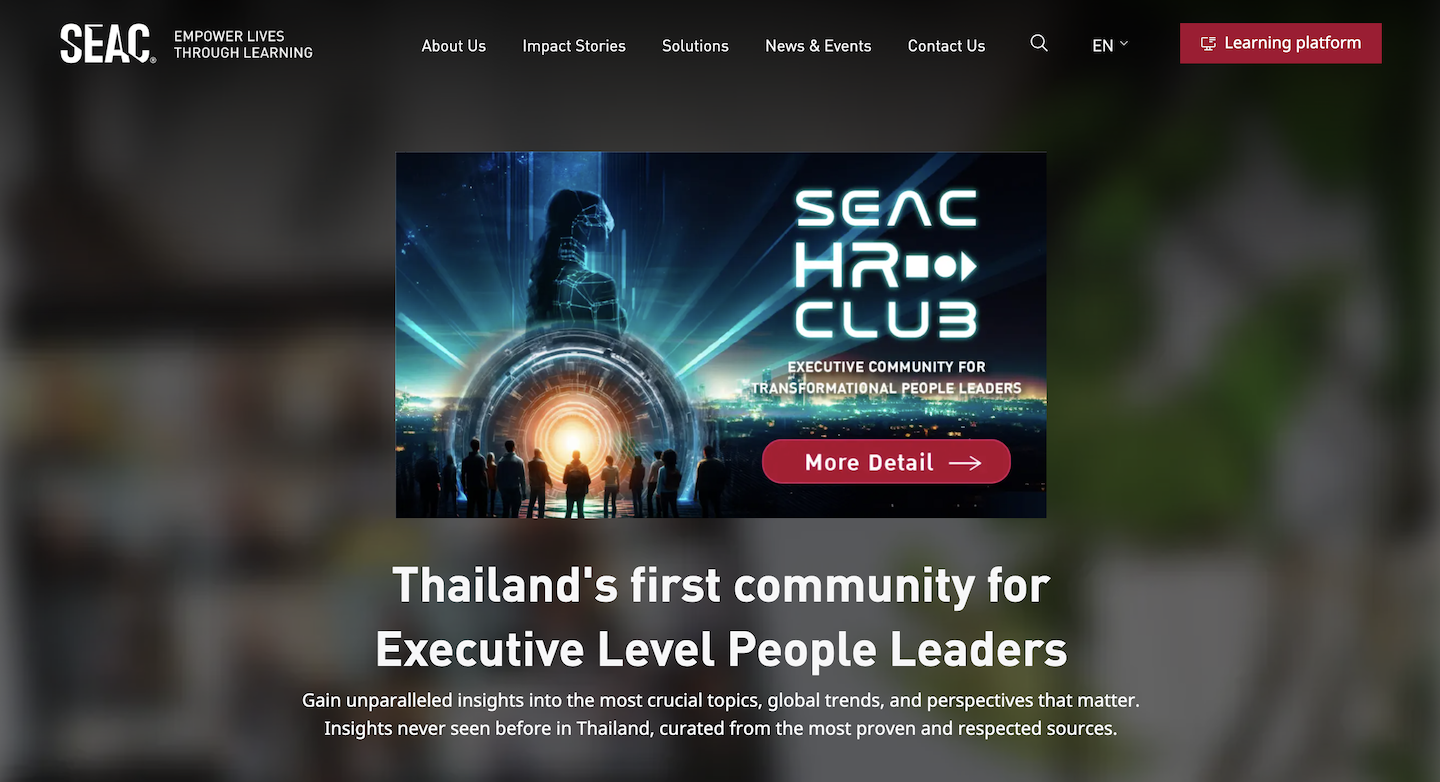 SEAC®
EMPOWER LIVES
THROUGH LEARNING
About Us
Impact Stories
Solutions
News & Events
Contact Us
EN
Learning platform
SEAC
HR
CLUB
EXECUTIVE COMMUNITY FOR
TRANSFORMATIONAL PEOPLE LEADERS
More Detail
Thailand's first community for
Executive Level People Leaders
Gain unparalleled insights into the most crucial topics, global trends, and perspectives that matter.
Insights never seen before in Thailand, curated from the most proven and respected sources.